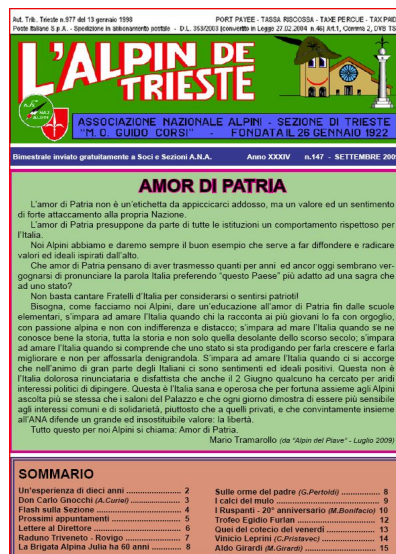 Aut. Trib. Trieste n.977 del 13 gennaio 1998
PORT PAYEE - TASSA RISCOSSA - TAXE PERCUE - TAX PAID
Poste Italiane S.p.A. - Spedizione in abbonamento postale - D.L. 353/2003 (convertito in Legge 27.02.2004 n.46) Art.1, Comma 2, DVB TS
L'ALPIN DE
TRIESTE
ASSOCIAZIONE NAZIONALE ALPINI - SEZIONE DI TRIESTE
"M. O. GUIDO CORSI" - FONDATA IL 26 GENNAIO 1922
Bimestrale inviato gratuitamente a Soci e Sezioni A.N.A. Anno XXXIV n.147 - SETTEMBRE 2009
AMOR DI PATRIA
L'amor di Patria non è un'etichetta da appiccicarci addosso, ma un valore ed un sentimento
di forte attaccamento alla propria Nazione.
L'amor di Patria presuppone da parte di tutte le istituzioni un comportamento rispettoso per
l'Italia.
Noi Alpini abbiamo e daremo sempre il buon esempio che serve a far diffondere e radicare
valori ed ideali ispirati dall'alto.
Che amor di Patria pensano di aver trasmesso quanti per anni ed ancor oggi sembrano ver-
gognarsi di pronunciare la parola Italia preferendo "questo Paese" più adatto ad una sagra che
ad uno stato?
Non basta cantare Fratelli d'Italia per considerarsi o sentirsi patrioti!
Bisogna, come facciamo noi Alpini, dare un'educazione all'amor di Patria fin dalle scuole
elementari, s'impara ad amare l'Italia quando chi la racconta ai più giovani lo fa con orgoglio,
con passione alpina e non con indifferenza e distacco; s'impara ad mare l'Italia quando se ne
conosce bene la storia, tutta la storia e non solo quella desolante dello scorso secolo; s'impara
ad amare l'Italia quando si comprende che uno stato si sta prodigando per farla crescere e farla
migliorare e non per affossarla denigrandola. S'impara ad amare l'Italia quando ci si accorge
che nell'animo di gran parte degli Italiani ci sono sentimenti ed ideali positivi. Questa non è
l'Italia dolorosa rinunciataria e disfattista che anche il 2 Giugno qualcuno ha cercato per aridi
interessi politici di dipingere. Questa è l'Italia sana e operosa che per fortuna assieme agli Alpini
ascolta più se stessa che i saloni del Palazzo e che ogni giorno dimostra di essere più sensibile
agli interessi comuni e di solidarietà, piuttosto che a quelli privati, e che convintamente insieme
all'ANA difende un grande ed insostituibile valore: la libertà.
Tutto questo per noi Alpini si chiama: Amor di Patria.
Mario Tramarollo (da "Alpin del Piave" - Luglio 2009)
SOMMARIO
Un'esperienza di dieci anni 2
Don Carlo Gnocchi (A.Curiel) 3
Flash sulla Sezione 4
Prossimi appuntamenti 5
Lettere al Direttore 6
Raduno Triveneto - Rovigo 7
La Brigata Alpina Julia ha 60 anni 8
Sulle orme del padre (G.Pertoldi) 8
I calci del mulo 9
I Ruspanti - 20° anniversario (M.Bonifacio) 10
Trofeo Egidio Furlan 12
Quei del cotecio del venerdì 13
Vinicio Leprini (C.Pristavec) 14
Aldo Girardi (M.Girardi) 15